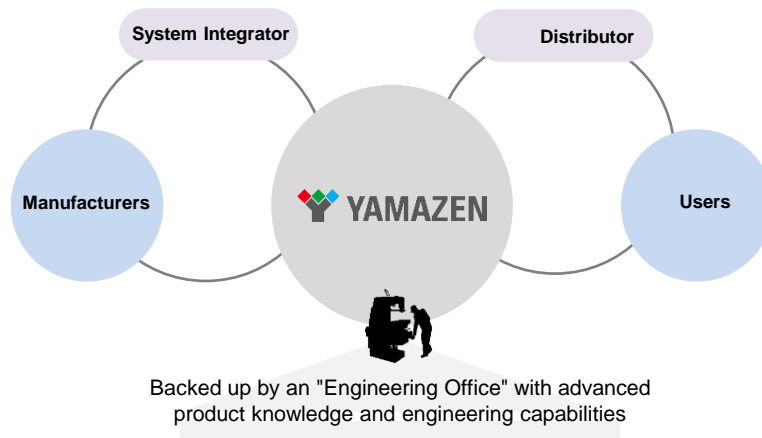 System Integrator
Distributor
Manufacturers
YAMAZEN
Users
Backed up by an "Engineering Office" with advanced
product knowledge and engineering capabilities